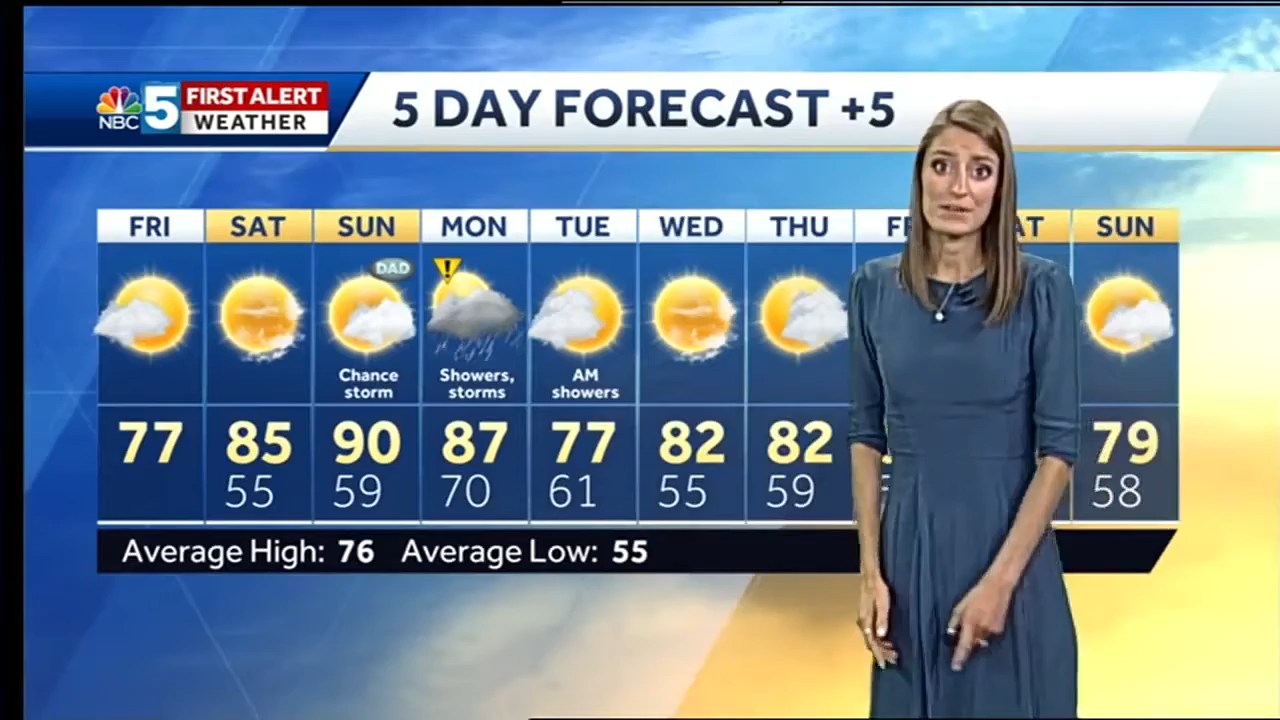 NBC 5 FIRST ALERT
WEATHER
5 DAY FORECAST +5
FRI SAT SUN MON TUE WED THU SUN
DAD
!
Chance
storm
Showers,
storms
AM
showers
77 85 90 87 77 82 82 79
55 59 70 61 55 59 58
Average High: 76 Average Low: 55